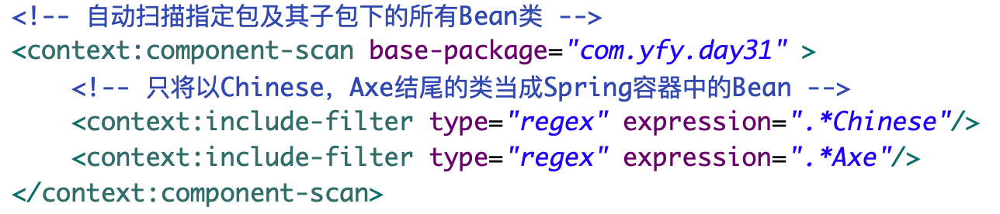 <!-- 自动扫描指定包及其子包下的所有Bean类 -->
<context:component-scan base-package="com.yfy.day31" >
<!-- 只将以Chinese，Axe结尾的类当成Spring容器中的Bean -->
<context:include-filter type="regex" expression=".*Chinese"/>
<context:include-filter type="regex" expression=".*Axe"/>
</context:component-scan>